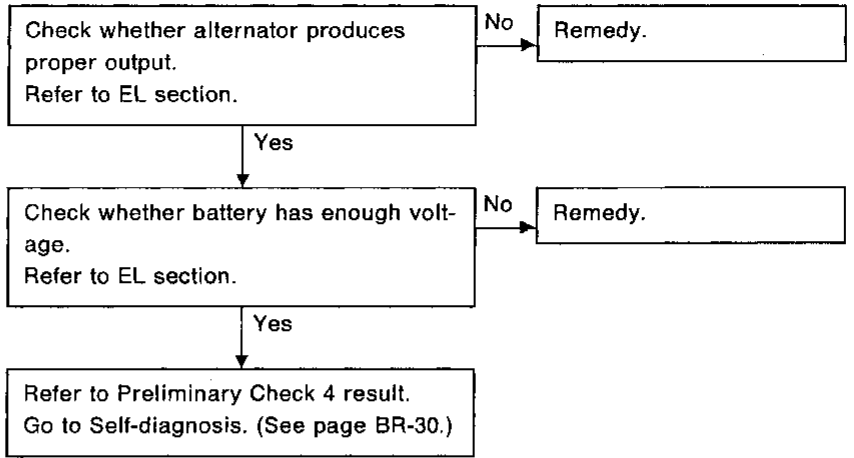 Check whether alternator produces
proper output.
Refer to EL section.
No
Remedy.
Yes
Check whether battery has enough volt-
age.
Refer to EL section.
No
Remedy.
Yes
Refer to Preliminary Check 4 result.
Go to Self-diagnosis. (See page BR-30.)